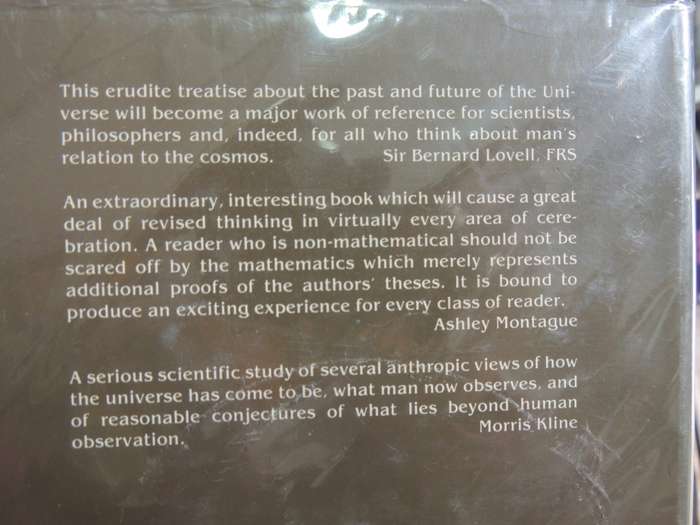 This erudite treatise about the past and future of the Uni-
verse will become a major work of reference for scientists,
philosophers and, indeed, for all who think about man's
relation to the cosmos. Sir Bernard Lovell, FRS
An extraordinary, interesting book which will cause a great
deal of revised thinking in virtually every area of cere-
bration. A reader who is non-mathematical should not be
scared off by the mathematics which merely represents
additional proofs of the authors' theses. It is bound to
produce an exciting experience for every class of reader.
Ashley Montague
A serious scientific study of several anthropic views of how
the universe has come to be, what man now observes, and
of reasonable conjectures of what lies beyond human
observation. Morris Kline